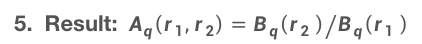 5. Result: A_q(r_1, r_2) = B_q(r_2)/B_q(r_1)